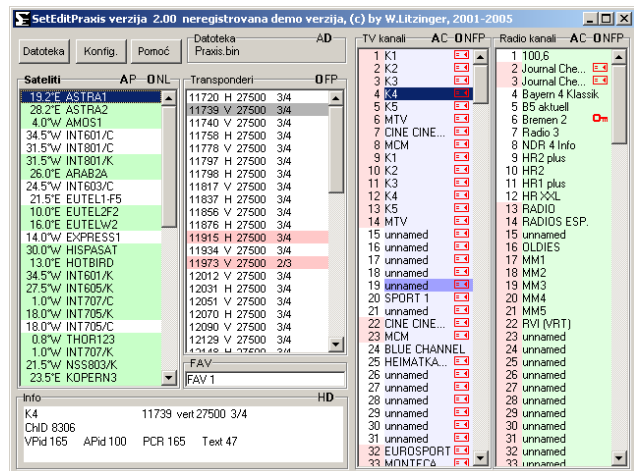 SetEditPraxis verzija 2.00 neregistrovana demo verzija, (c) by W.Litzinger, 2001-2005
Datoteka Konfig. Pomoć
Datoteka AD
Praxis.bin
Sateliti AP ONL
19.2°E ASTRA1
28.2°E ASTRA2
4.0°W AMOS1
34.5°W INT601/C
31.5°W INT801/C
31.5°W INT801/K
26.0°E ARAB2A
24.5°W INT603/C
21.5°E EUTEL1-F5
10.0°E EUTEL2F2
16.0°E EUTELW2
14.0°W EXPRESS1
30.0°W HISPASAT
13.0°E HOTBIRD
34.5°W INT601/K
27.5°W INT605/K
1.0°W INT707/C
18.0°W INT705/K
18.0°W INT705/C
0.8°W THOR123
1.0°W INT707/K
21.5°W NSS803/K
23.5°E KOPERN3
Transponderi OFP
11720 H 27500 3/4
11739 V 27500 3/4
11740 V 27500 3/4
11758 H 27500 3/4
11778 V 27500 3/4
11797 H 27500 3/4
11798 H 27500 3/4
11817 V 27500 3/4
11837 H 27500 3/4
11856 V 27500 3/4
11876 H 27500 3/4
11915 H 27500 3/4
11934 V 27500 3/4
11973 V 27500 2/3
12012 V 27500 3/4
12031 H 27500 3/4
12051 V 27500 3/4
12070 H 27500 3/4
12090 V 27500 3/4
12129 V 27500 3/4
12148 H 27500 3/4
FAV
FAV 1
TV kanali AC ONFP
1 K1
2 K2
3 K3
4 K4
5 K5
6 MTV
7 CINE CINE...
8 MCM
9 K1
10 K2
11 K3
12 K4
13 K5
14 MTV
15 unnamed
16 unnamed
17 unnamed
18 unnamed
19 unnamed
20 SPORT 1
21 unnamed
22 CINE CINE...
23 MCM
24 BLUE CHANNEL
25 HEIMATKA...
26 unnamed
27 unnamed
28 unnamed
29 unnamed
30 unnamed
31 unnamed
32 EUROSPORT
33 MONTECA
Radio kanali AC ONFP
1 100,6
2 Journal Che...
3 Journal Che...
4 Bayern 4 Klassik
5 B5 aktuell
6 Bremen 2
7 Radio 3
8 NDR 4 Info
9 HR2 plus
10 HR2
11 HR1 plus
12 HR XXL
13 RADIO
14 RADIOS ESP.
15 unnamed
16 OLDIES
17 MM1
18 MM2
19 MM3
20 MM4
21 MM5
22 RVI (VRT)
23 unnamed
24 unnamed
25 unnamed
26 unnamed
27 unnamed
28 unnamed
29 unnamed
30 unnamed
31 unnamed
32 unnamed
33 unnamed
Info HD
K4 11739 vert 27500 3/4
ChID 8306
VPid 165 APid 100 PCR 165 Text 47